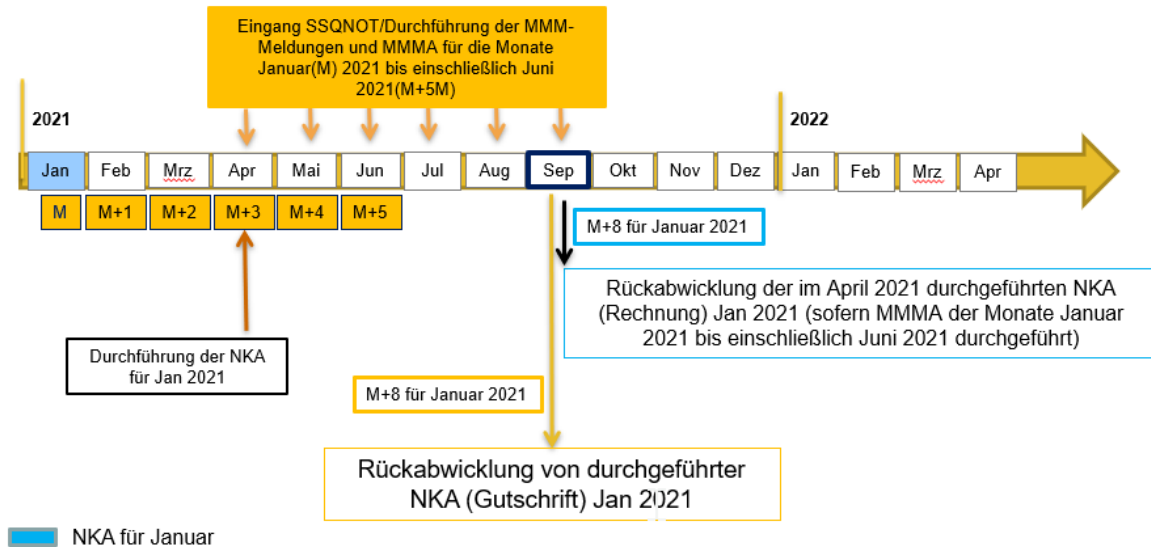 Eingang SSQNOT/Durchführung der MMM-
Meldungen und MMMA für die Monate
Januar(M) 2021 bis einschließlich Juni
2021(M+5M)
2021
2022
Jan Feb Mrz Apr Mai Jun Jul Aug Sep Okt Nov Dez Jan Feb Mrz Apr
M M+1 M+2 M+3 M+4 M+5
M+8 für Januar 2021
Rückabwicklung der im April 2021 durchgeführten NKA
(Rechnung) Jan 2021 (sofern MMMA der Monate Januar
2021 bis einschließlich Juni 2021 durchgeführt)
Durchführung der NKA
für Jan 2021
M+8 für Januar 2021
Rückabwicklung von durchgeführter
NKA (Gutschrift) Jan 2021
NKA für Januar